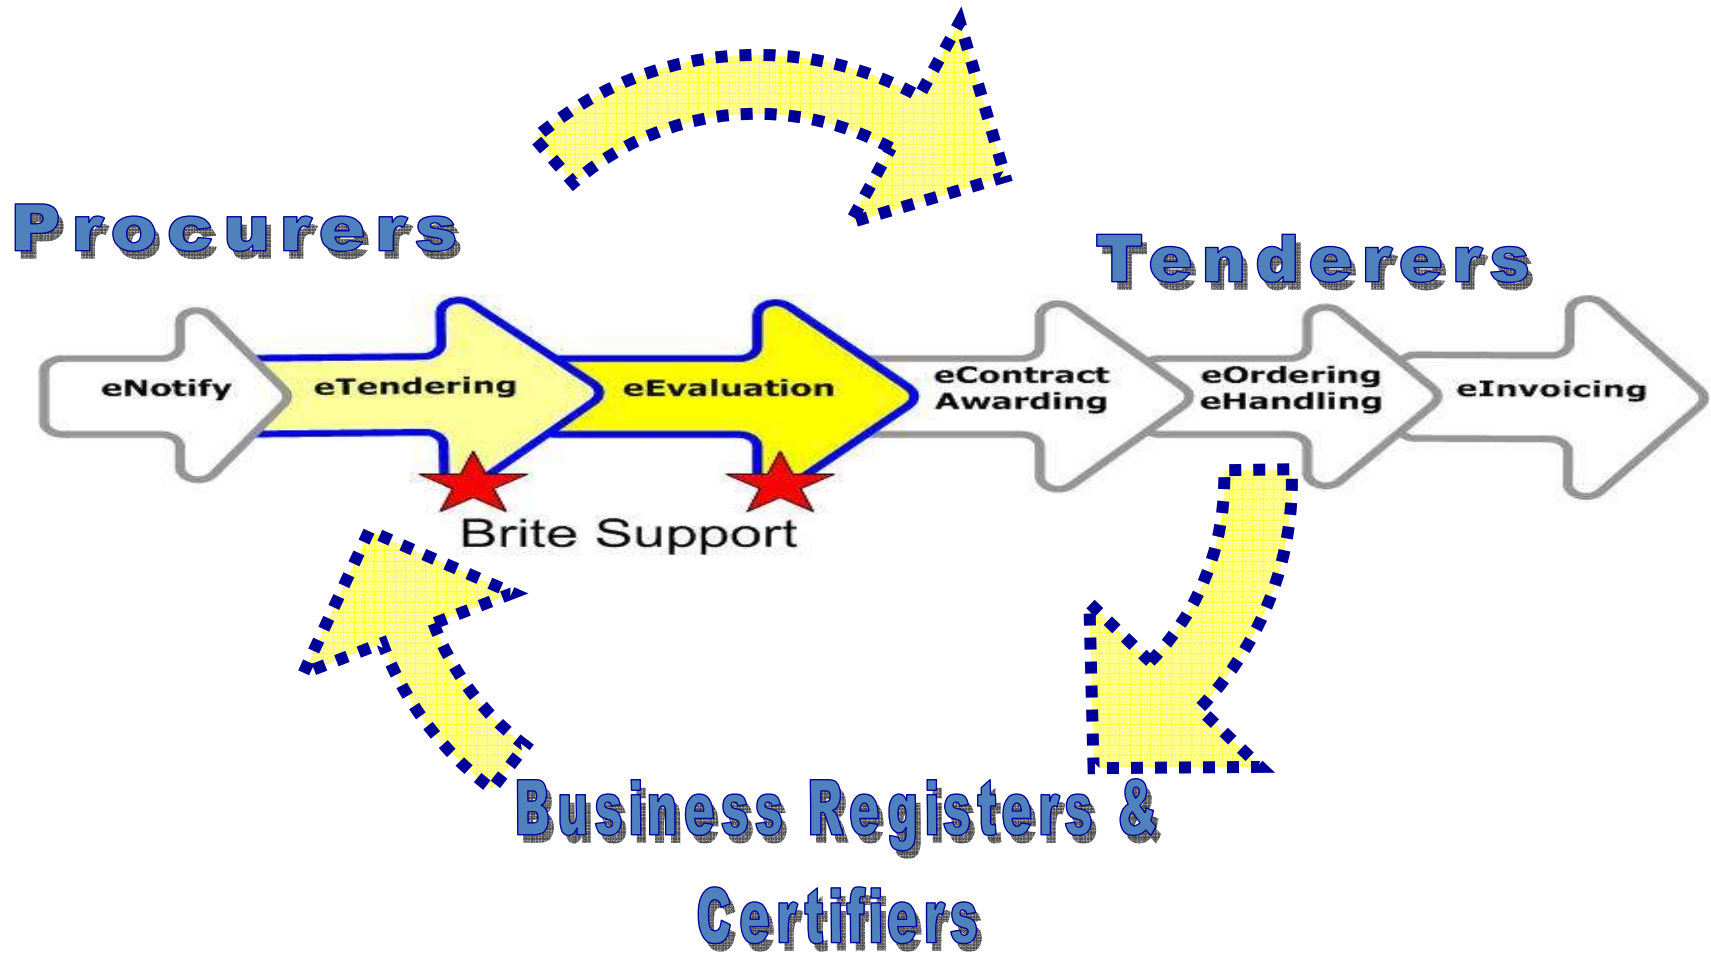 Procurers
Tenderers
eNotify
eTendering
eEvaluation
eContract
Awarding
eOrdering
eHandling
eInvoicing
Brite Support
Business Registers &
Certifiers